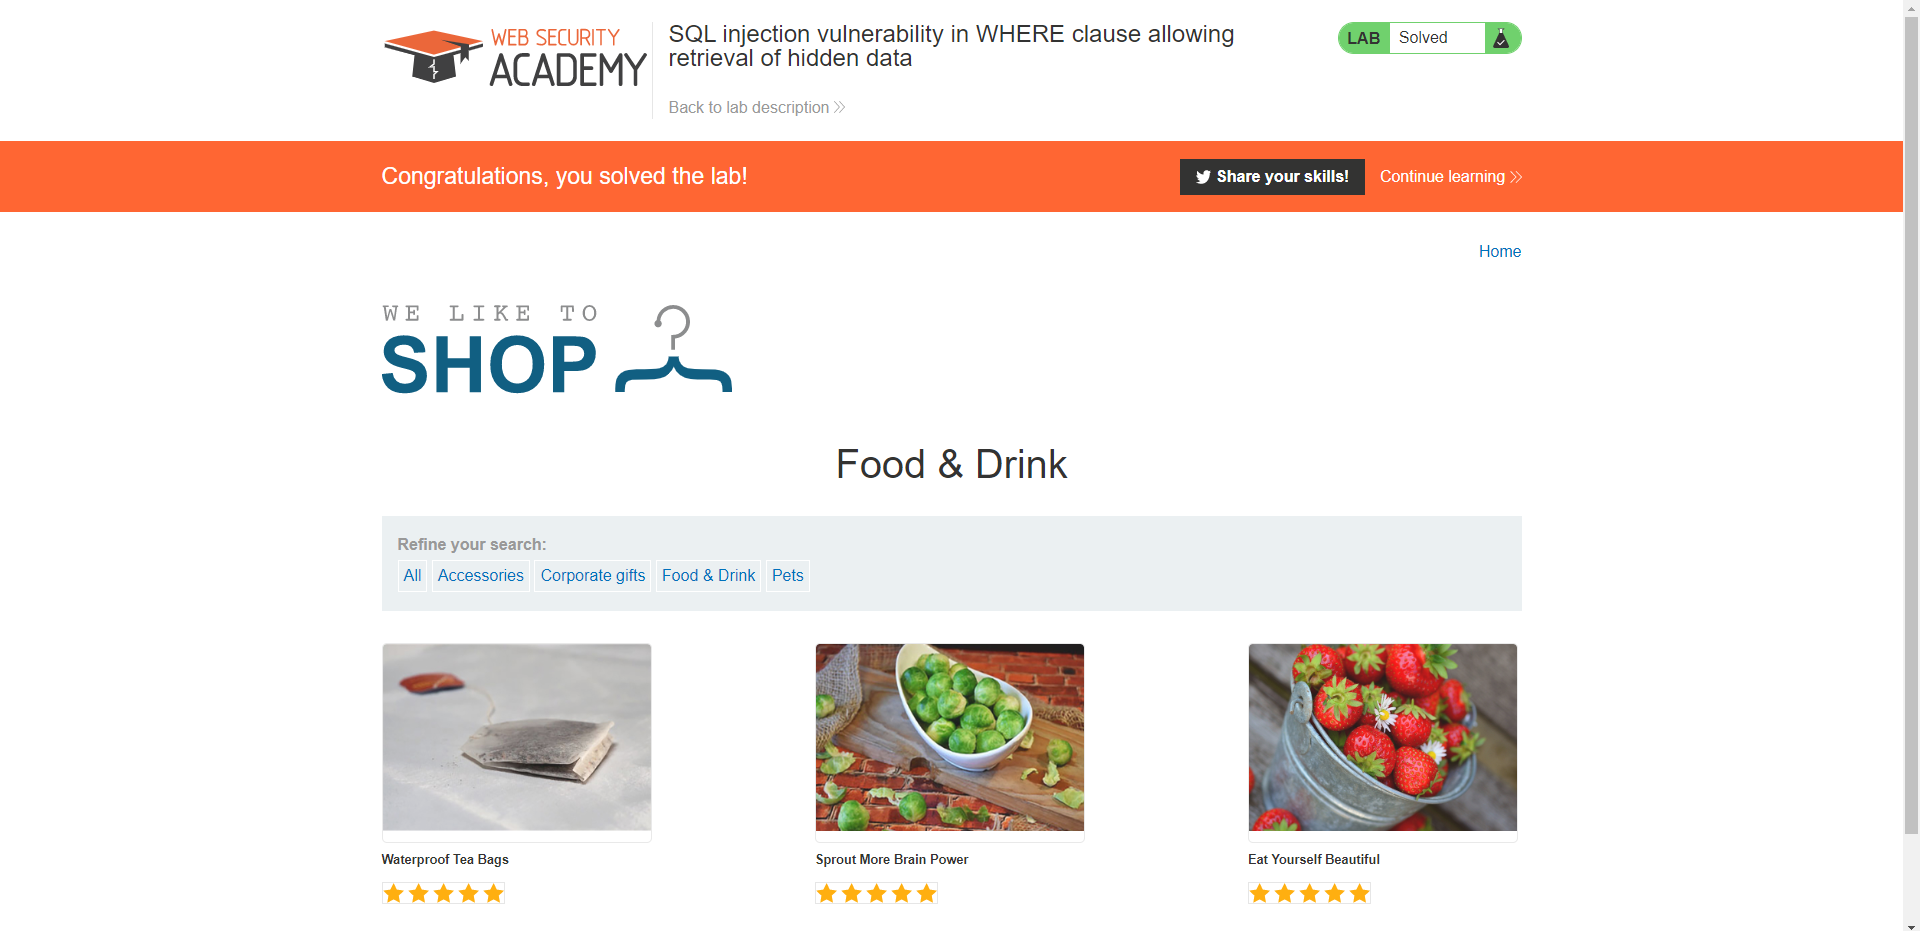 WEB SECURITY
ACADEMY
SQL injection vulnerability in WHERE clause allowing
retrieval of hidden data
Back to lab description
LAB Solved
Congratulations, you solved the lab!
Share your skills!
Continue learning
Home
WE LIKE TO
SHOP
Food & Drink
Refine your search:
All Accessories Corporate gifts Food & Drink Pets
Waterproof Tea Bags
Sprout More Brain Power
Eat Yourself Beautiful